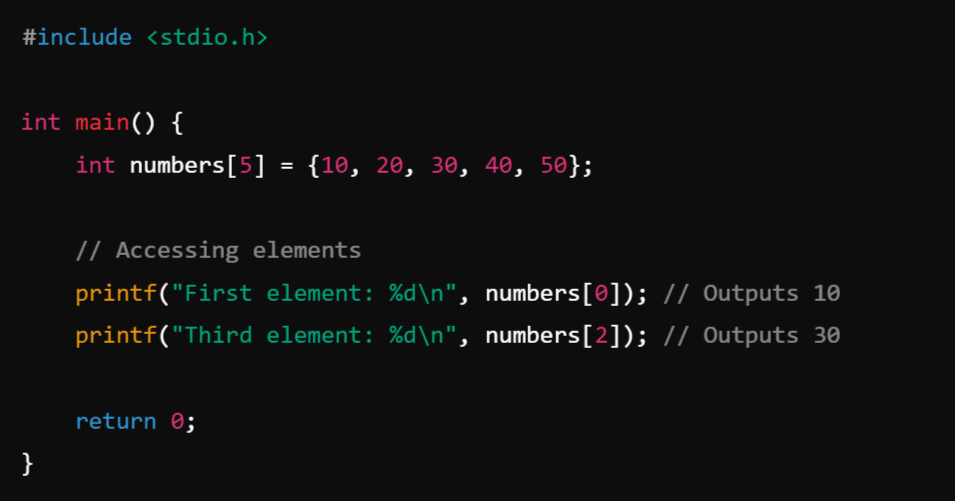 #include <stdio.h>
int main() {
    int numbers[5] = {10, 20, 30, 40, 50};
    // Accessing elements
    printf("First element: %d\n", numbers[0]); // Outputs 10
    printf("Third element: %d\n", numbers[2]); // Outputs 30
    return 0;
}